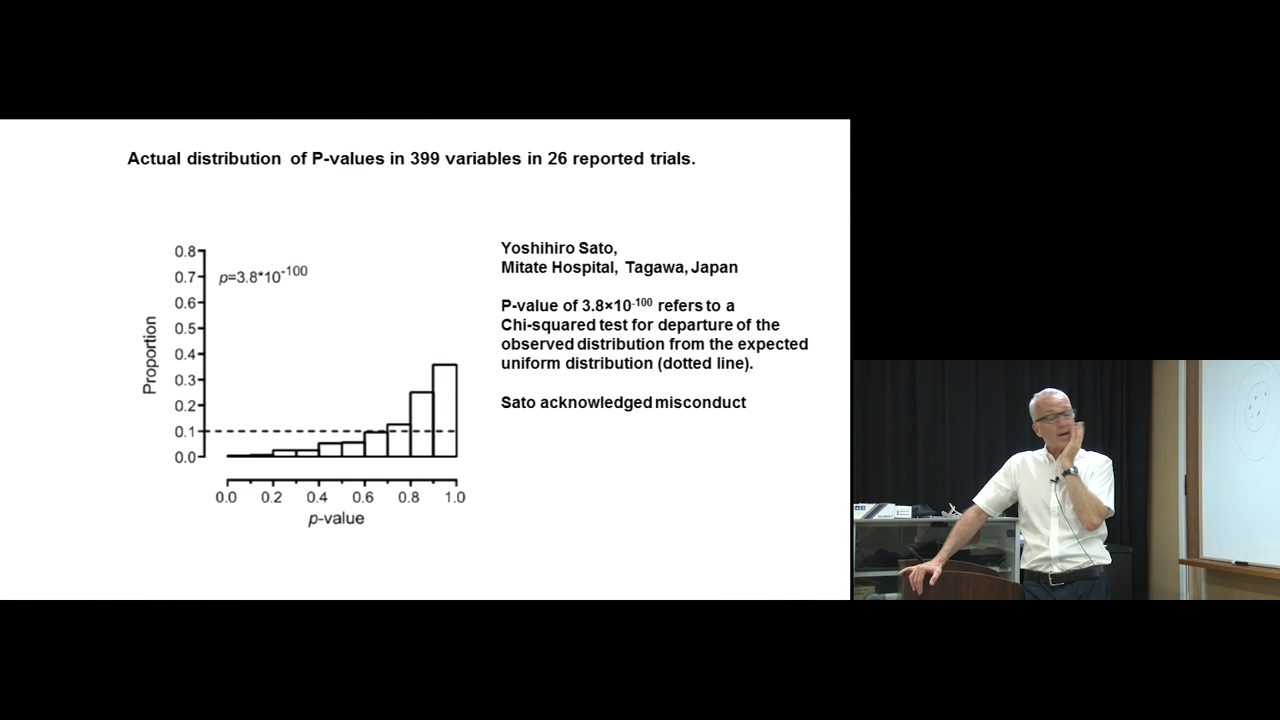 Actual distribution of P-values in 399 variables in 26 reported trials.
0.8
0.7
0.6
0.5
0.4
0.3
0.2
0.1
0.0
Proportion
p=3.8*10-100
0.0 0.2 0.4 0.6 0.8 1.0
p-value
Yoshihiro Sato,
Mitate Hospital, Tagawa, Japan
P-value of 3.8×10-100 refers to a
Chi-squared test for departure of the
observed distribution from the expected
uniform distribution (dotted line).
Sato acknowledged misconduct